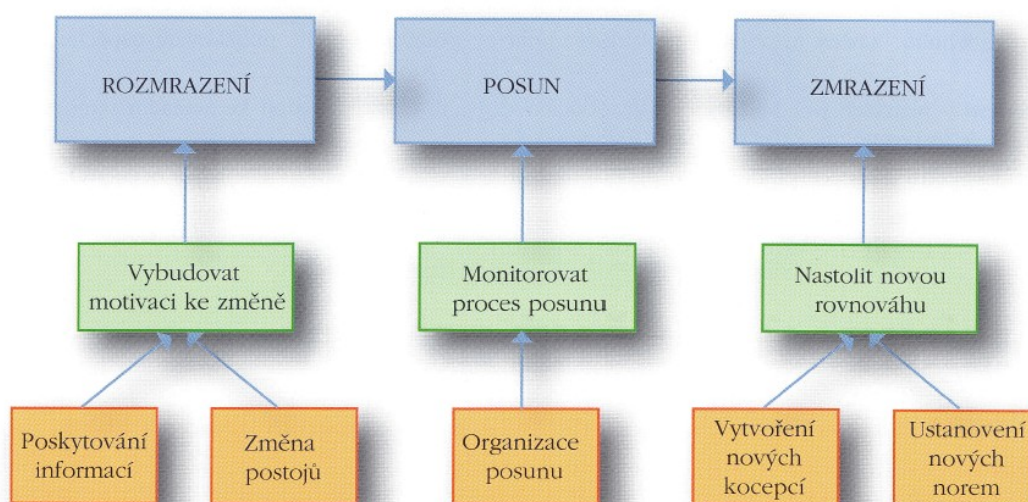 ROZMRAZENÍ
POSUN
ZMRAZENÍ
Vybudovat
motivaci ke změně
Monitorovat
proces posunu
Nastolit novou
rovnováhu
Poskytování
informací
Změna
postojů
Organizace
posunu
Vytvoření
nových
kocepcí
Ustanovení
nových
norem